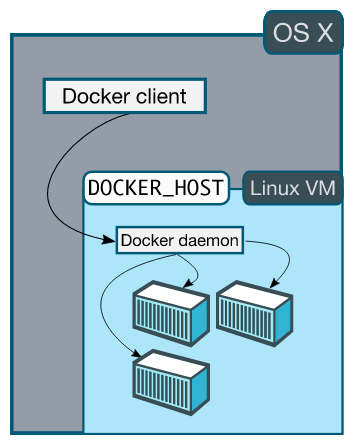 OS X
Docker client
DOCKER_HOST
Linux VM
Docker daemon